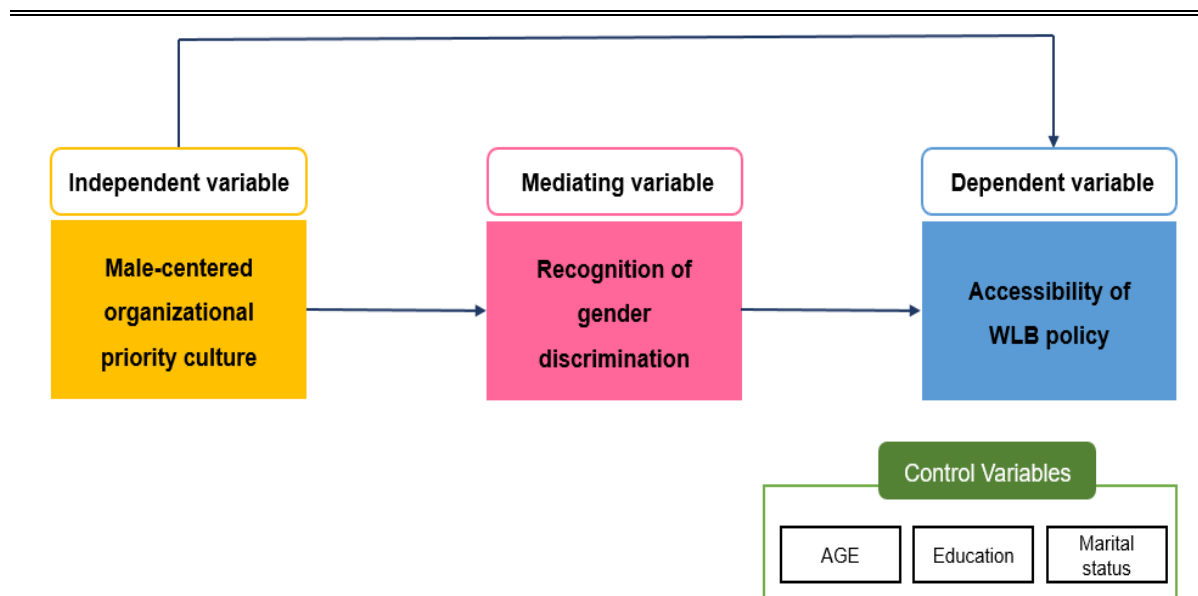 Independent variable
Mediating variable
Dependent variable
Male-centered
organizational
priority culture
Recognition of
gender
discrimination
Accessibility of
WLB policy
Control Variables
AGE
Education
Marital
status